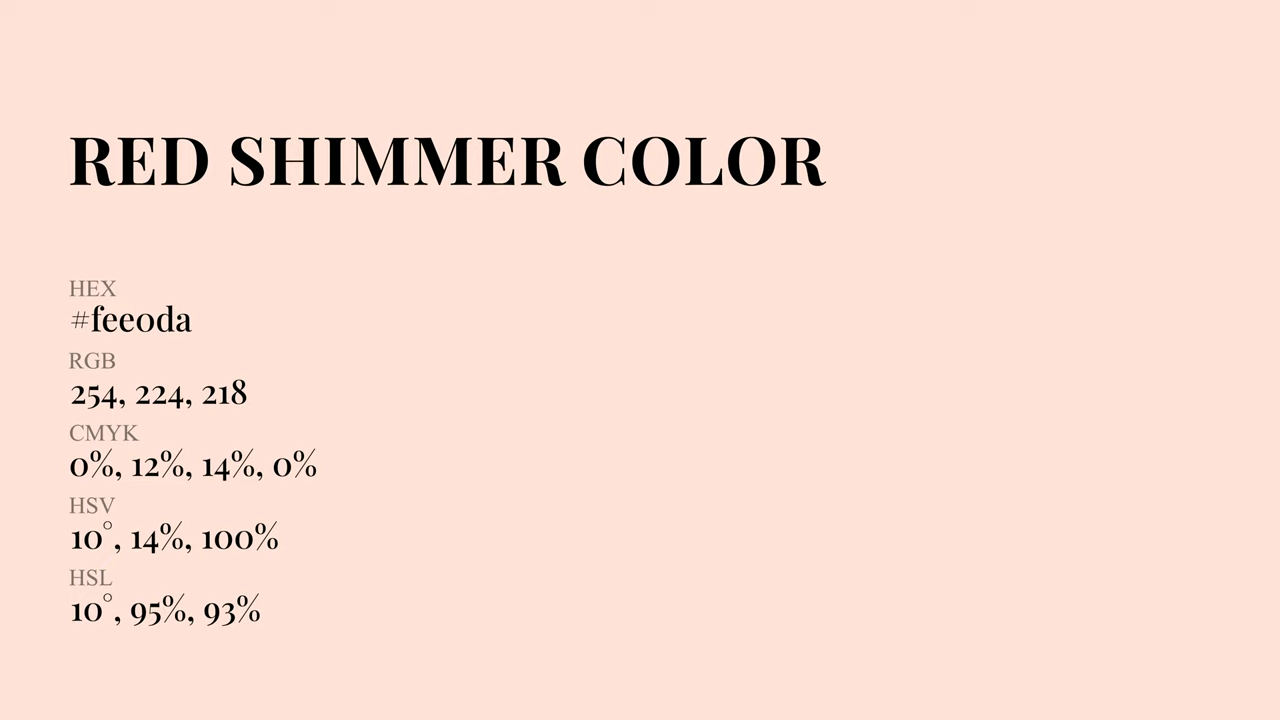 RED SHIMMER COLOR
HEX
#fee0da
RGB
254, 224, 218
CMYK
0%, 12%, 14%, 0%
HSV
10°, 14%, 100%
HSL
10°, 95%, 93%